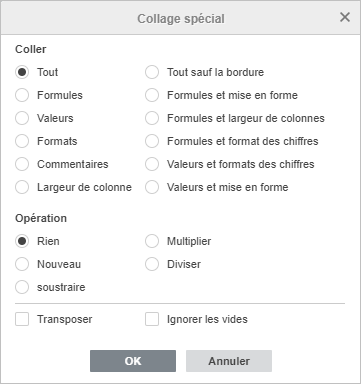 Collage spécial
Coller
Tout
Tout sauf la bordure
Formules
Formules et mise en forme
Valeurs
Formules et largeur de colonnes
Formats
Formules et format des chiffres
Commentaires
Valeurs et formats des chiffres
Largeur de colonne
Valeurs et mise en forme
Opération
Rien
Multiplier
Nouveau
Diviser
soustraire
Transposer
Ignorer les vides
OK
Annuler